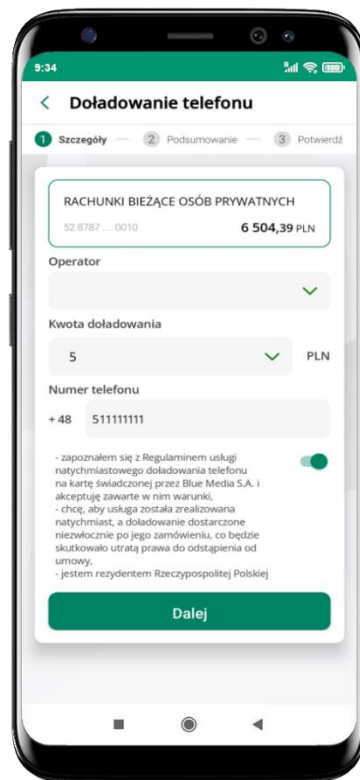 9:34
Doładowanie telefonu
1 Szczegóły 2 Podsumowanie 3 Potwierdź
RACHUNKI BIEŻĄCE OSÓB PRYWATNYCH
52 8787 .... 0010 6 504,39 PLN
Operator
Kwota doładowania
5 PLN
Numer telefonu
+ 48 511111111
- zapoznałem się z Regulaminem usługi
natychmiastowego doładowania telefonu
na kartę świadczonej przez Blue Media S.A. i
akceptuję zawarte w nim warunki,
- chcę, aby usługa została zrealizowana
natychmiast, a doładowanie dostarczone
niezwłocznie po jego zamówieniu, co będzie
skutkowało utratą prawa do odstąpienia od
umowy,
- jestem rezydentem Rzeczypospolitej Polskiej
Dalej